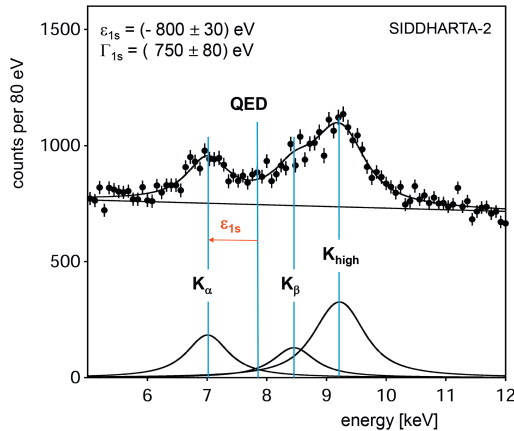 ε1s = (- 800 ± 30) eV
Γ1s = ( 750 ± 80) eV
SIDDHARTA-2
QED
ε1s
Kα
Kβ
Khigh
counts per 80 eV
1500
1000
500
0
6 7 8 9 10 11 12
energy [keV]